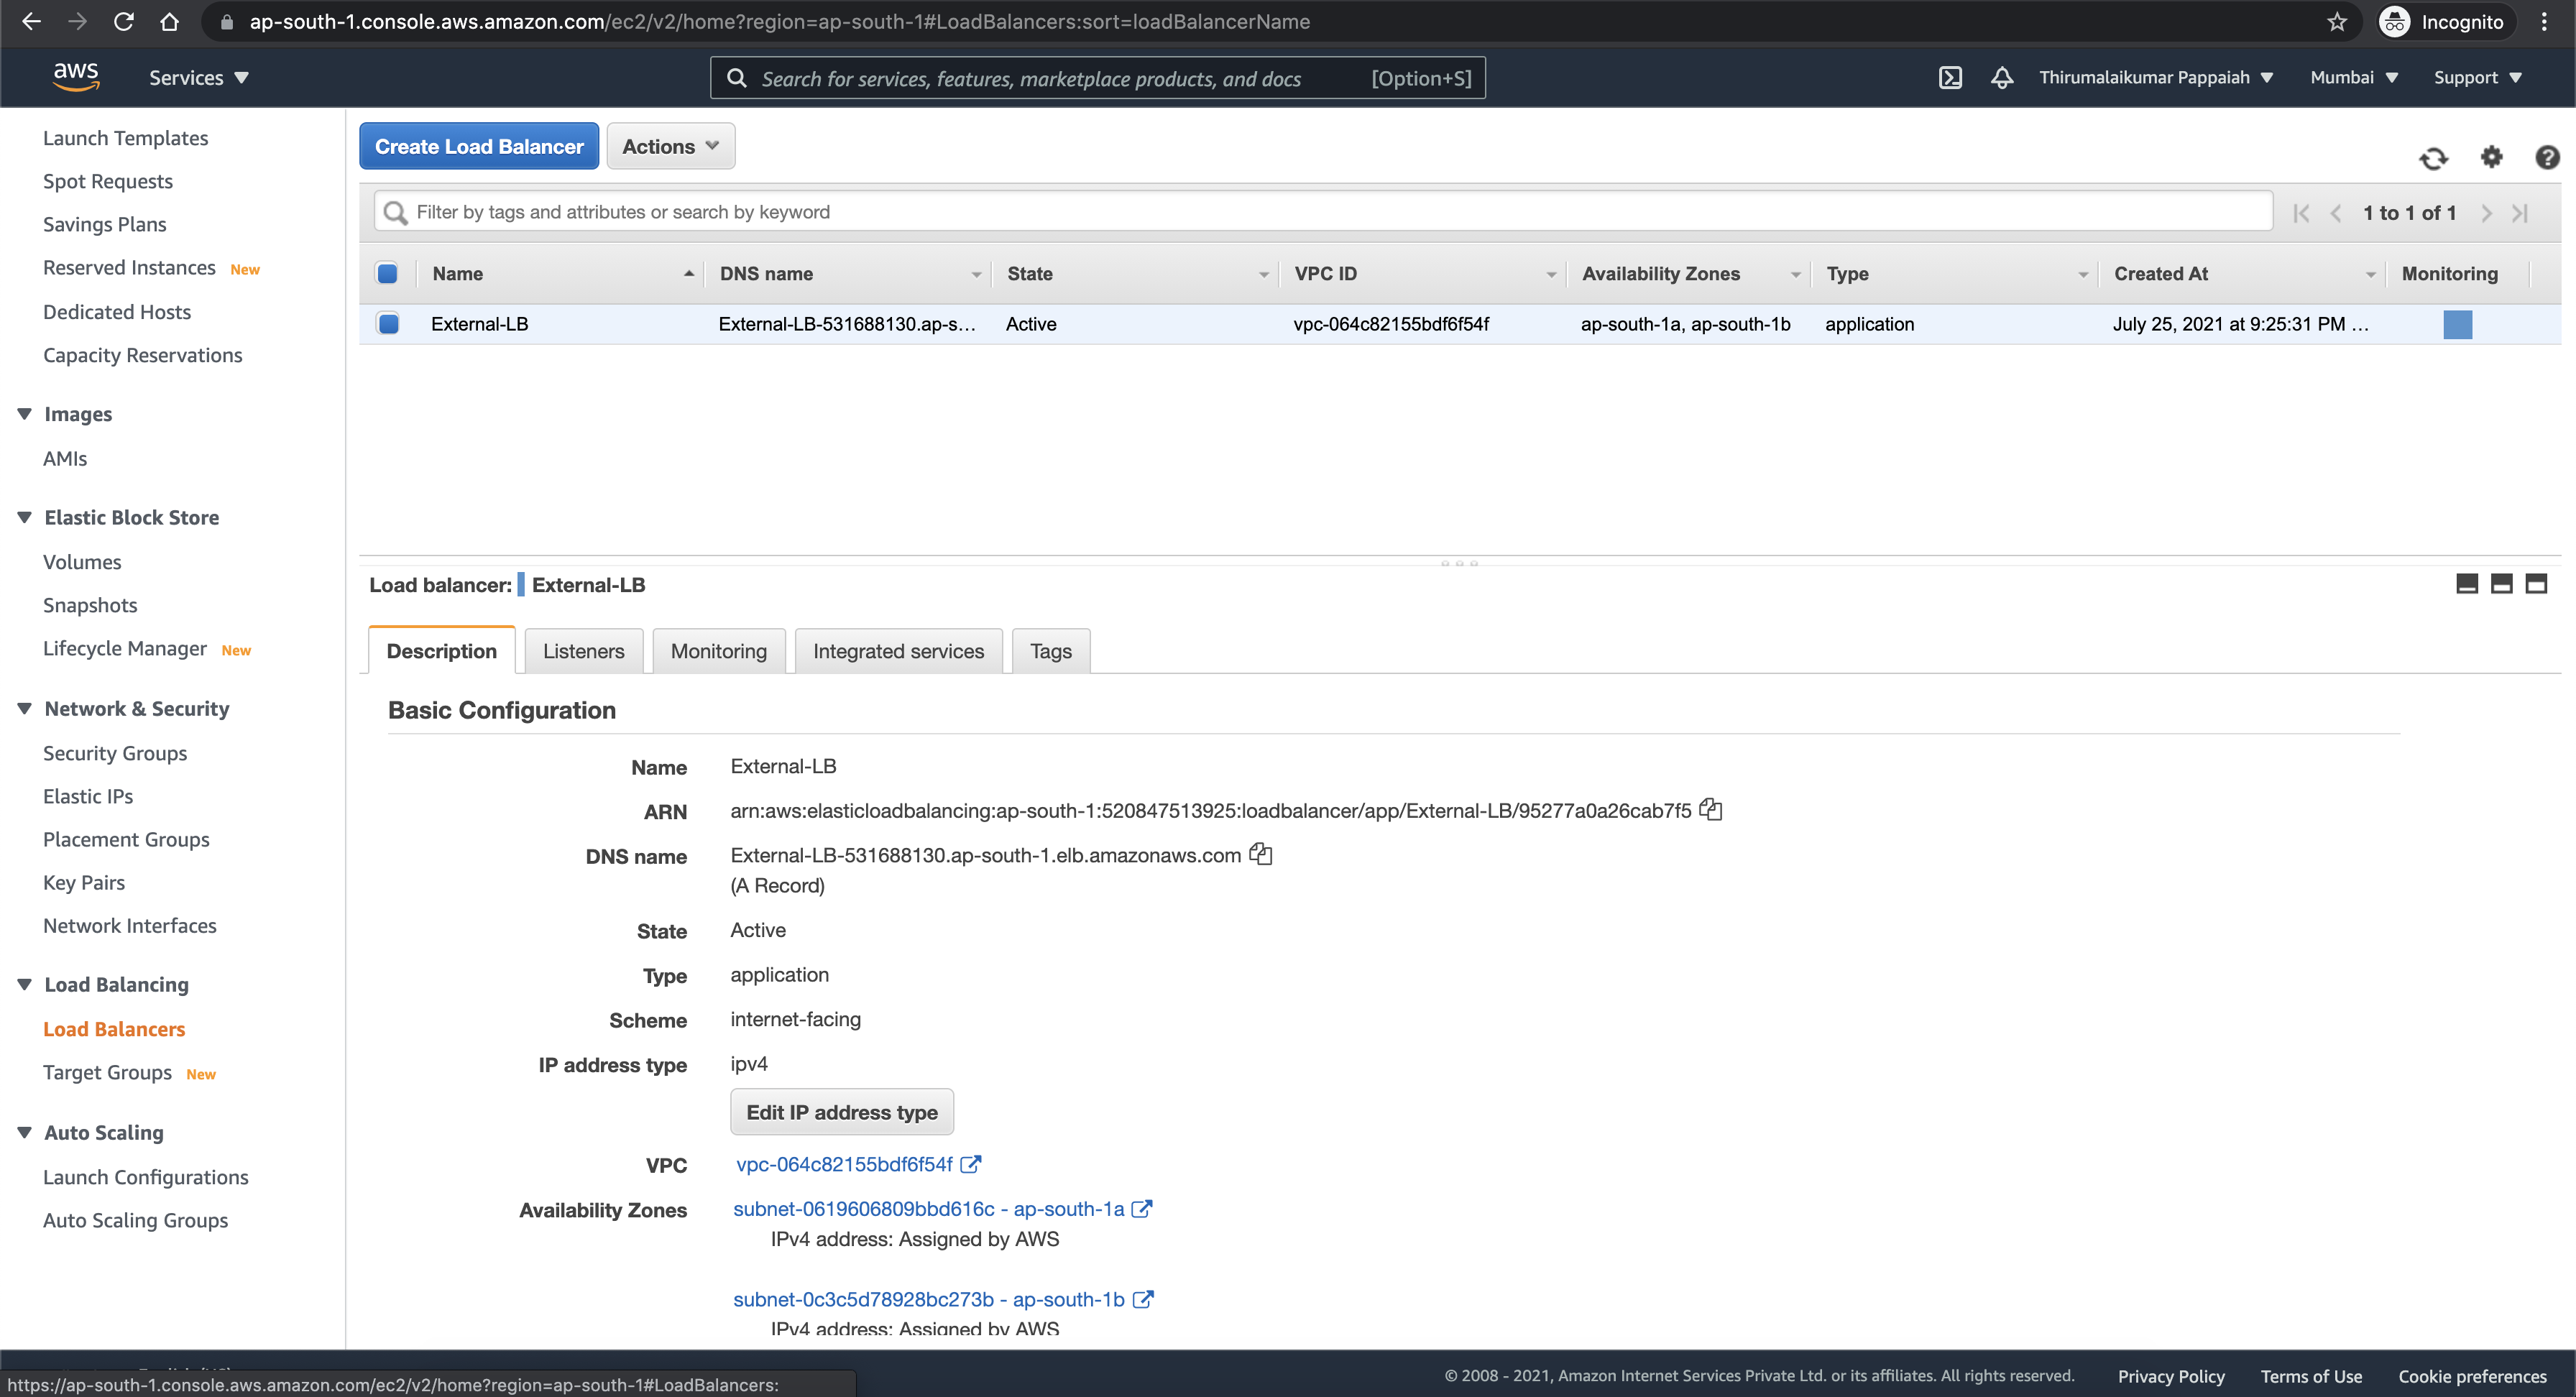 ap-south-1.console.aws.amazon.com/ec2/v2/home?region=ap-south-1#LoadBalancers:sort=loadBalancerName
Incognito
aws
Services
Search for services, features, marketplace products, and docs
[Option+S]
Thirumalaikumar Pappaiah
Mumbai
Support
Launch Templates
Spot Requests
Savings Plans
Reserved Instances New
Dedicated Hosts
Capacity Reservations
Images
AMIs
Elastic Block Store
Volumes
Snapshots
Lifecycle Manager New
Network & Security
Security Groups
Elastic IPs
Placement Groups
Key Pairs
Network Interfaces
Load Balancing
Load Balancers
Target Groups New
Auto Scaling
Launch Configurations
Auto Scaling Groups
Create Load Balancer
Actions
Filter by tags and attributes or search by keyword
1 to 1 of 1
Name DNS name State VPC ID Availability Zones Type Created At Monitoring
External-LB External-LB-531688130.ap-s... Active vpc-064c82155bdf6f54f ap-south-1a, ap-south-1b application July 25, 2021 at 9:25:31 PM ...
Load balancer: External-LB
Description Listeners Monitoring Integrated services Tags
Basic Configuration
Name External-LB
ARN arn:aws:elasticloadbalancing:ap-south-1:520847513925:loadbalancer/app/External-LB/95277a0a26cab7f5
DNS name External-LB-531688130.ap-south-1.elb.amazonaws.com
(A Record)
State Active
Type application
Scheme internet-facing
IP address type ipv4
Edit IP address type
VPC vpc-064c82155bdf6f54f
Availability Zones subnet-0619606809bbd616c - ap-south-1a
IPv4 address: Assigned by AWS
subnet-0c3c5d78928bc273b - ap-south-1b
IPv4 address: Assigned by AWS
https://ap-south-1.console.aws.amazon.com/ec2/v2/home?region=ap-south-1#LoadBalancers:
© 2008 - 2021, Amazon Internet Services Private Ltd. or its affiliates. All rights reserved.
Privacy Policy
Terms of Use
Cookie preferences